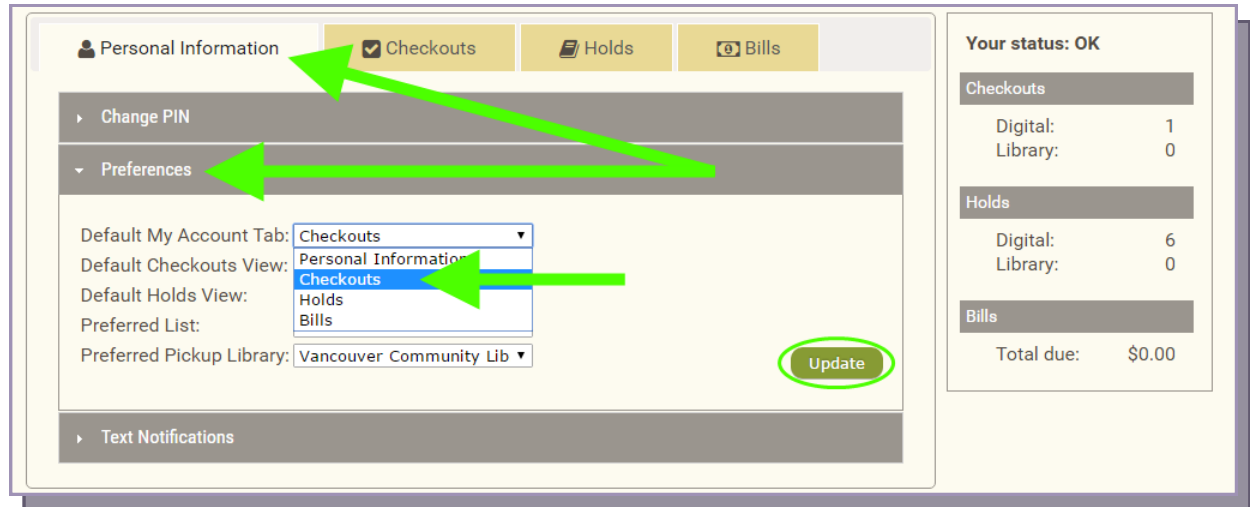 Personal Information
Checkouts
Holds
Bills
Change PIN
Preferences
Default My Account Tab: Checkouts
Personal Information
Default Checkouts View:
Checkouts
Default Holds View:
Holds
Preferred List:
Bills
Preferred Pickup Library: Vancouver Community Lib
Update
Text Notifications
Your status: OK
Checkouts
Digital: 1
Library: 0
Holds
Digital: 6
Library: 0
Bills
Total due: $0.00